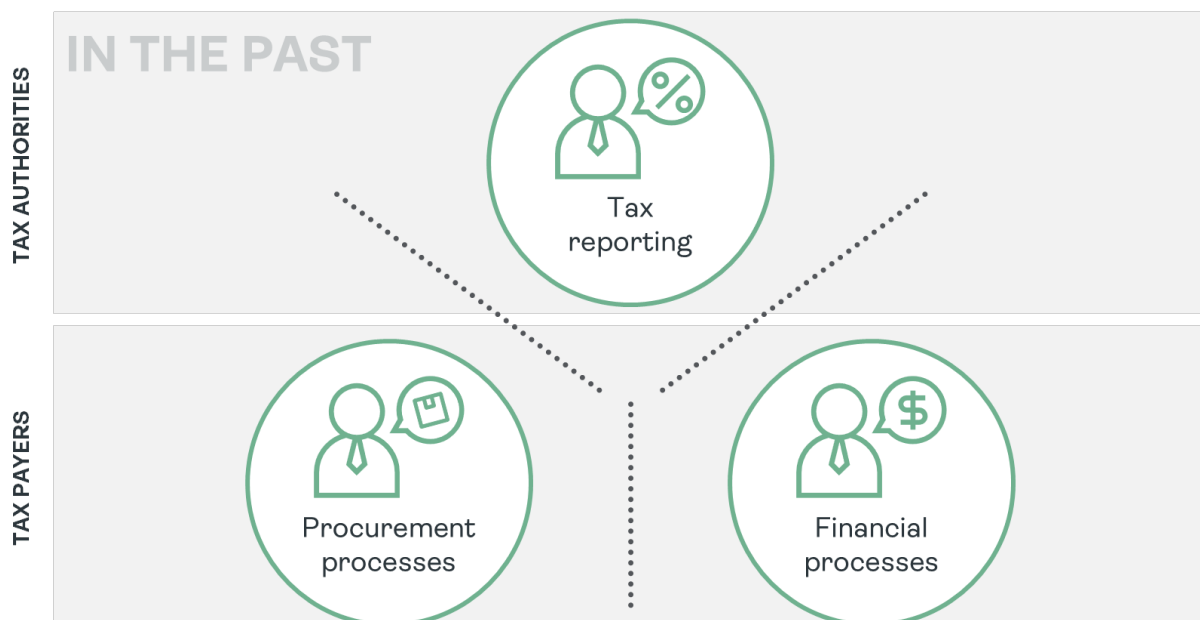 IN THE PAST
TAX AUTHORITIES
%
Tax
reporting
TAX PAYERS
$
Procurement
processes
Financial
processes